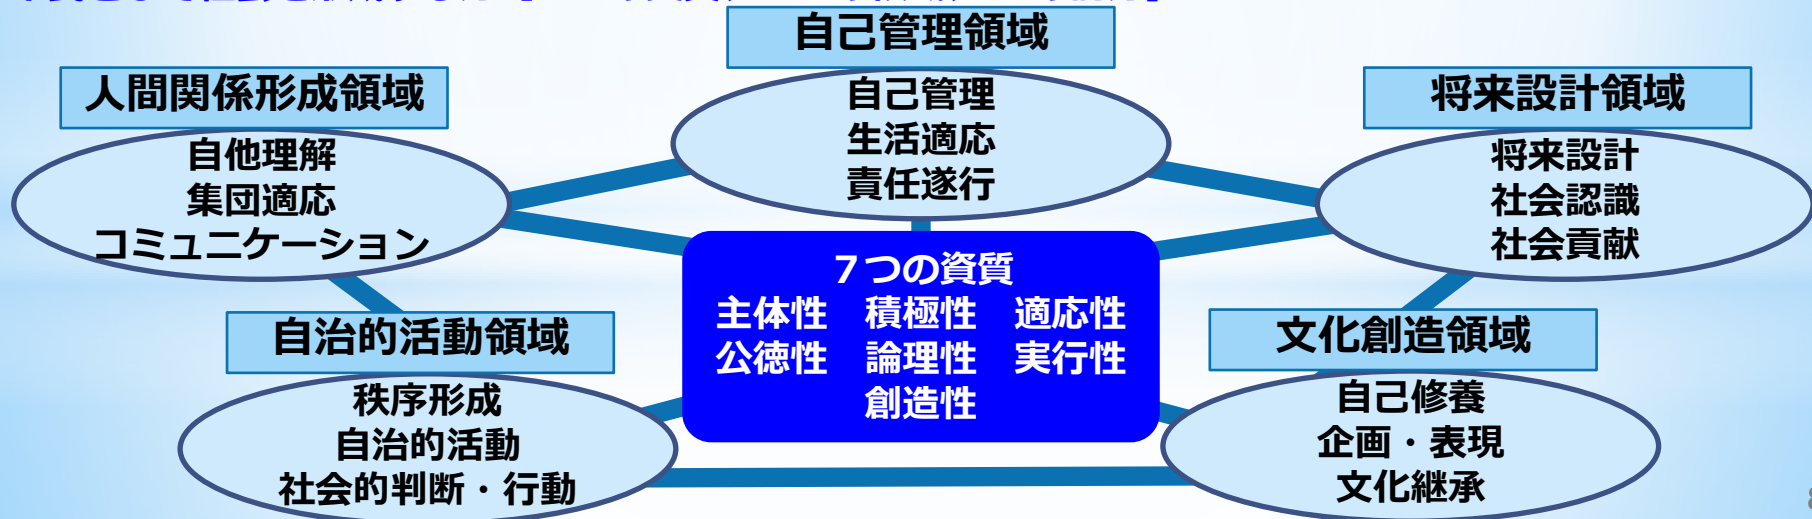 自己管理領域
自己管理
生活適応
責任遂行
人間関係形成領域
自他理解
集団適応
コミュニケーション
将来設計領域
将来設計
社会認識
社会貢献
7つの資質
主体性 積極性 適応性
公徳性 論理性 実行性
創造性
自治的活動領域
秩序形成
自治的活動
社会的判断・行動
文化創造領域
自己修養
企画・表現
文化継承